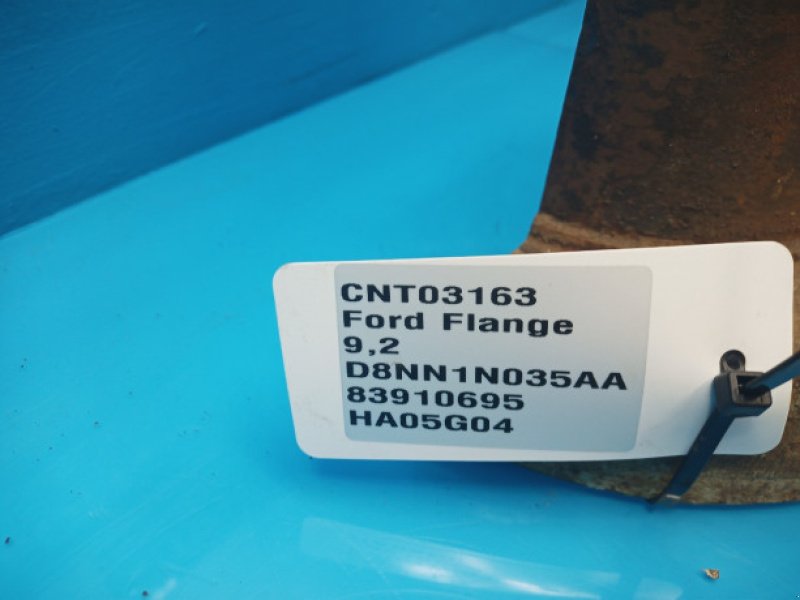 CNT03163
Ford Flange
9,2
D8NN1N035AA
83910695
HA05G04